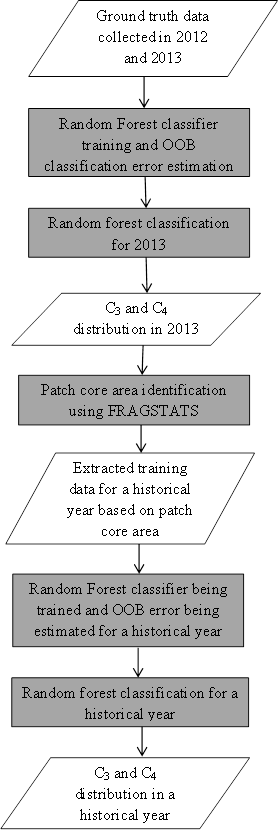 Ground truth data
collected in 2012
and 2013
Random Forest classifier
training and OOB
classification error estimation
Random forest classification
for 2013
C₃ and C₄
distribution in 2013
Patch core area identification
using FRAGSTATS
Extracted training
data for a historical
year based on patch
core area
Random Forest classifier being
trained and OOB error being
estimated for a historical year
Random forest classification for a
historical year
C₃ and C₄
distribution in a
historical year